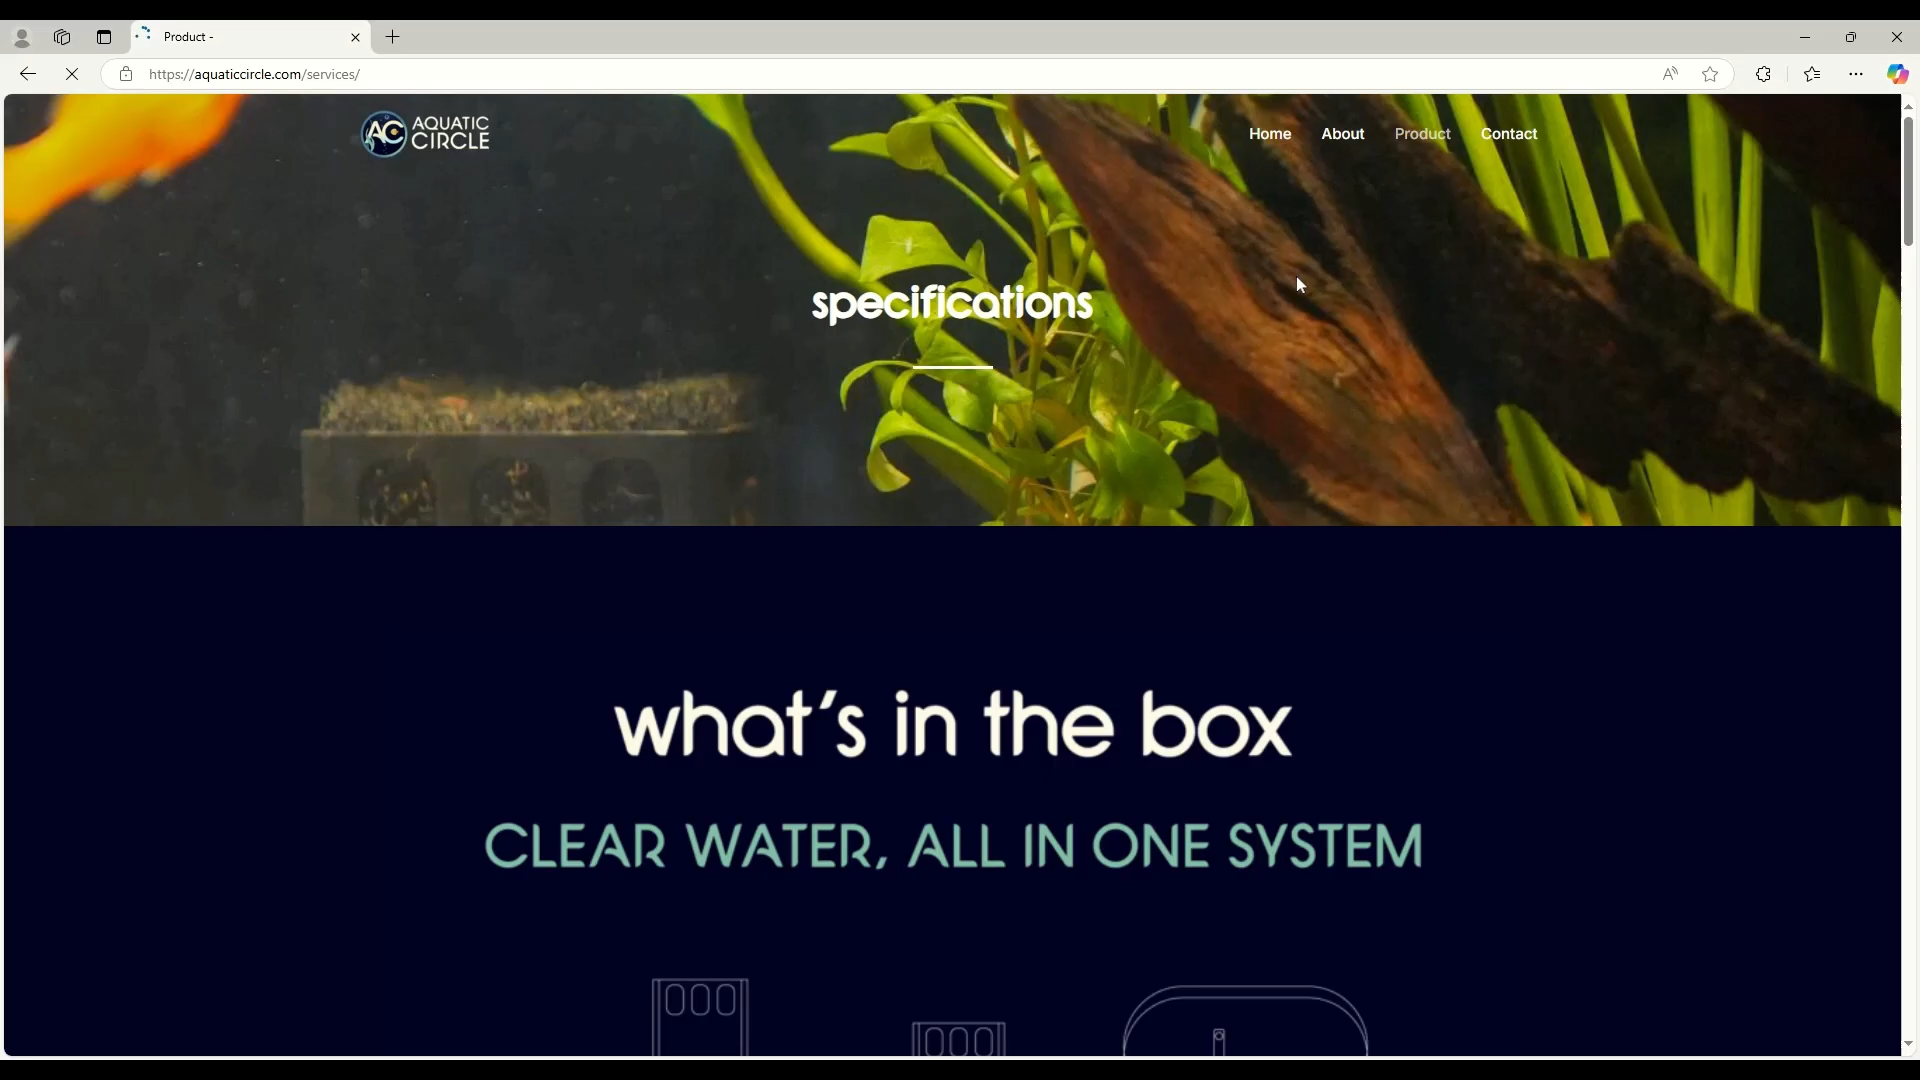 Product -
https://aquaticcircle.com/services/
AC AQUATIC
CIRCLE
Home About Product Contact
specifications
what's in the box
CLEAR WATER, ALL IN ONE SYSTEM